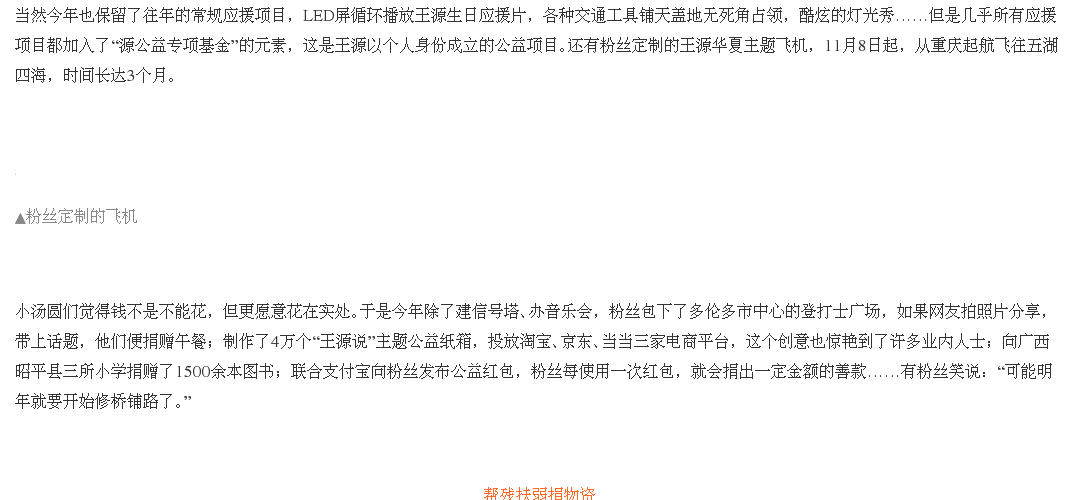 当然今年也保留了往年的常规应援项目，LED屏循环播放王源生日应援片，各种交通工具铺天盖地无死角占领，酷炫的灯光秀……但是几乎所有应援
项目都加入了“源公益专项基金”的元素，这是王源以个人身份成立的公益项目。还有粉丝定制的王源华夏主题飞机，11月8日起，从重庆起航飞往五湖
四海，时间长达3个月。
▲粉丝定制的飞机
小汤圆们觉得钱不是不能花，但更愿意花在实处。于是今年除了建信号塔、办音乐会，粉丝包下了多伦多市中心的登打士广场，如果网友拍照片分享，
带上话题，他们便捐赠午餐；制作了4万个“王源说”主题公益纸箱，投放淘宝、京东、当当三家电商平台，这个创意也惊艳到了许多业内人士；向广西
昭平县三所小学捐赠了1500余本图书；联合支付宝向粉丝发布公益红包，粉丝每使用一次红包，就会捐出一定金额的善款……有粉丝笑说：“可能明
年就要开始修桥铺路了。”
帮残扶弱捐物资